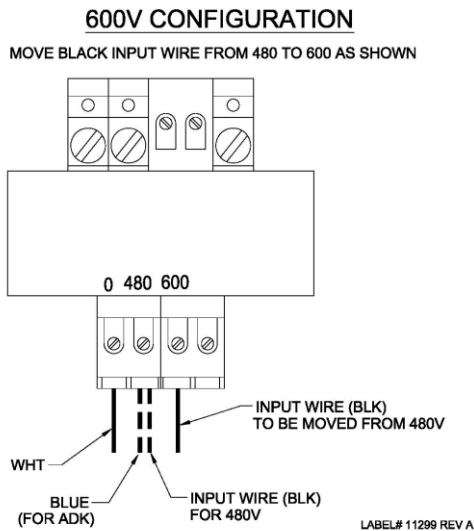 600V CONFIGURATION
MOVE BLACK INPUT WIRE FROM 480 TO 600 AS SHOWN
0 480 600
INPUT WIRE (BLK)
TO BE MOVED FROM 480V
WHT
BLUE
(FOR ADK)
INPUT WIRE (BLK)
FOR 480V
LABEL# 11299 REV A